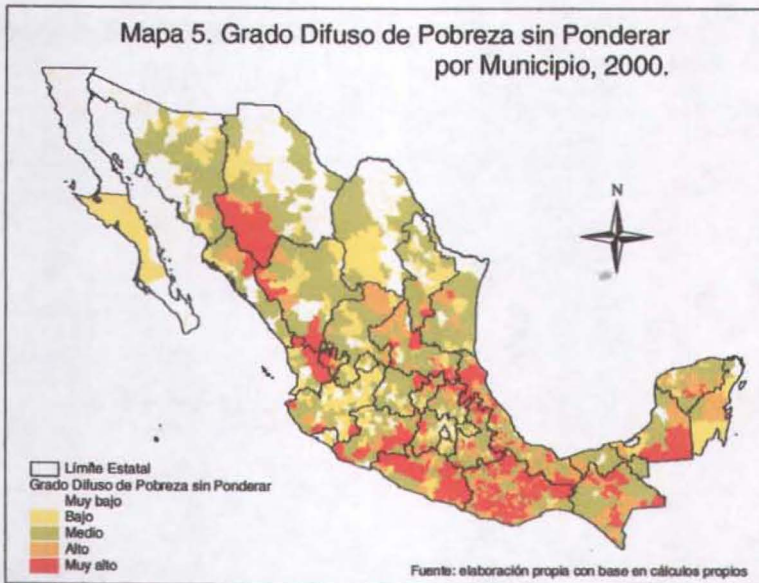 Mapa 5. Grado Difuso de Pobreza sin Ponderar
por Municipio, 2000.
N
Límite Estatal
Grado Difuso de Pobreza sin Ponderar
Muy bajo
Bajo
Medio
Alto
Muy alto
Fuente: elaboración propia con base en cálculos propios